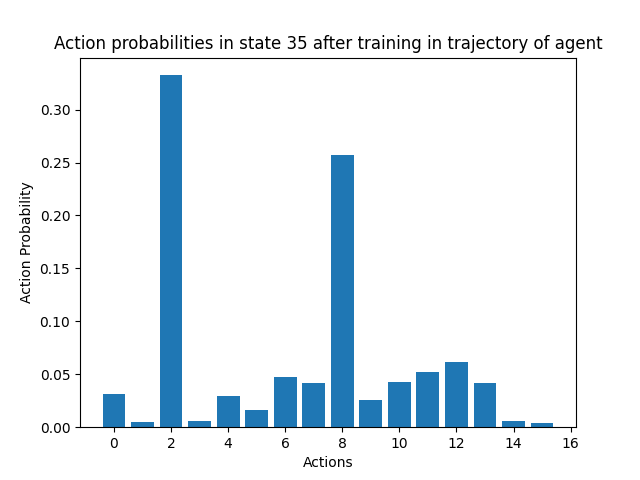 Action probabilities in state 35 after training in trajectory of agent
0.30
0.25
0.20
0.15
0.10
0.05
0.00
Action Probability
0 2 4 6 8 10 12 14 16
Actions